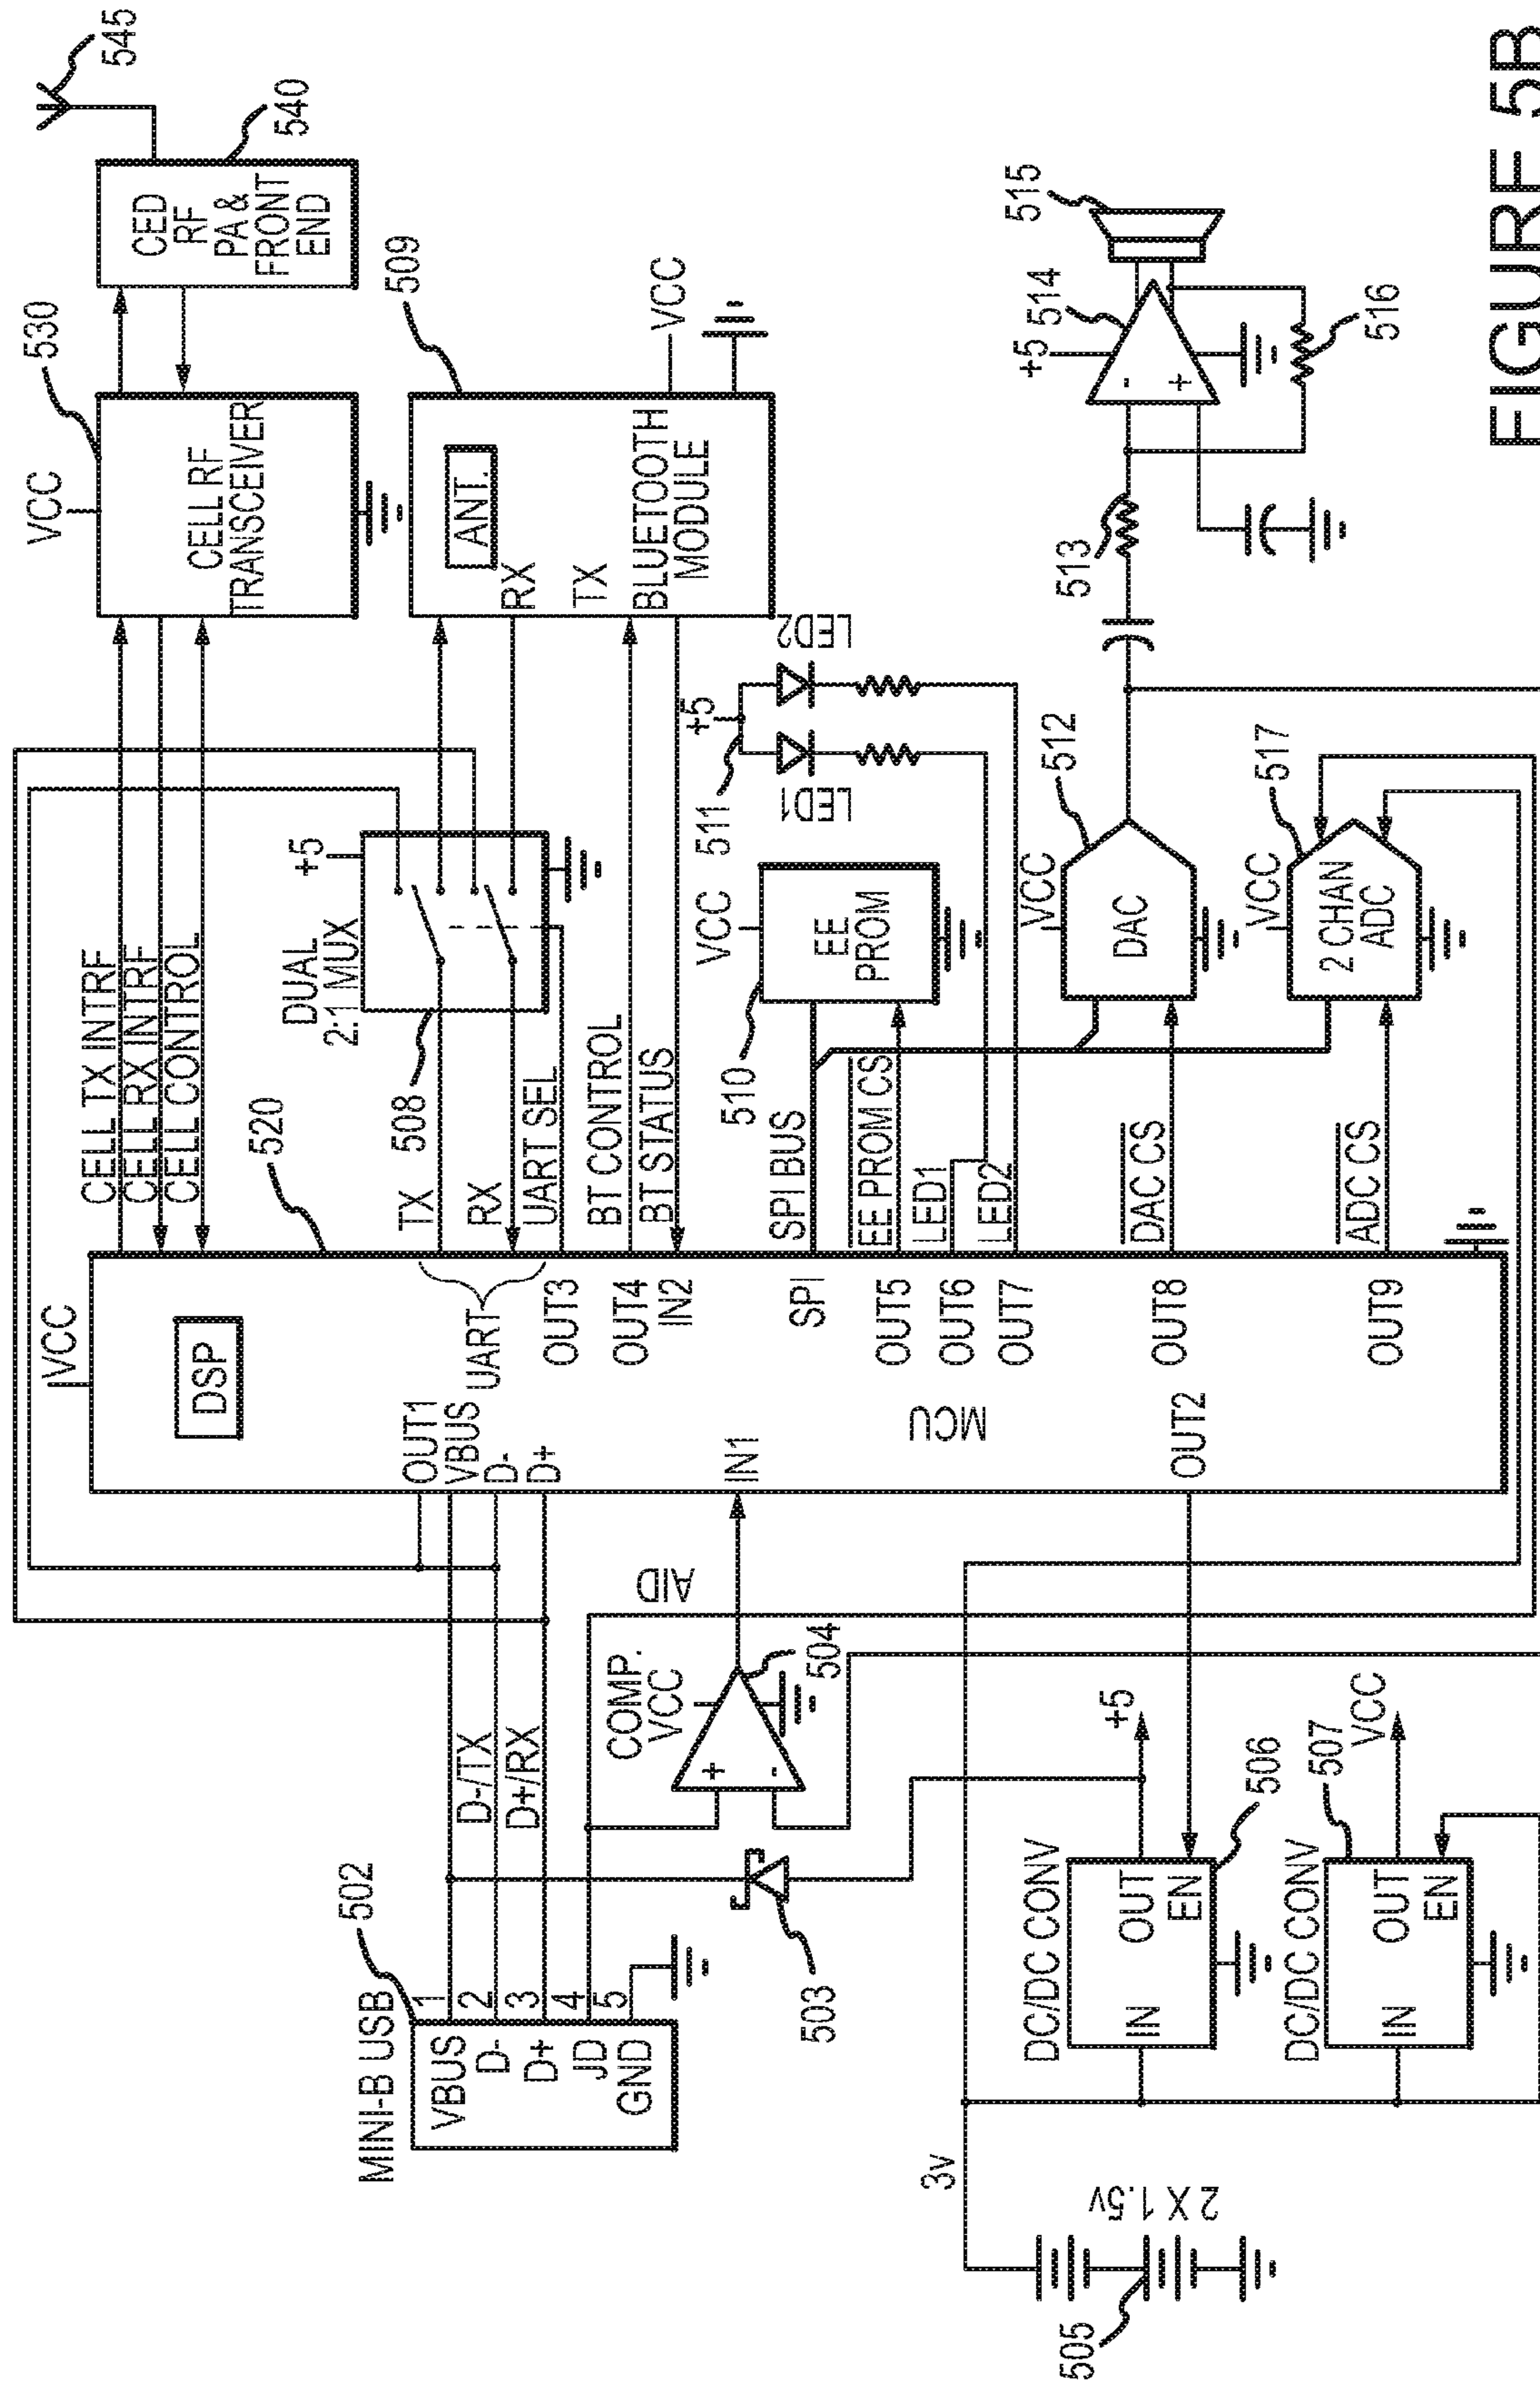 545
540
CED
RF
PA &
FRONT
END
530
VCC
CELL RF
TRANSCEIVER
509
ANT.
RX
TX
BLUETOOTH
MODULE
VCC
CELL TX INTRF
CELL RX INTRF
CELL CONTROL
520
DUAL
2:1 MUX
+5
508
TX
RX
UART SEL
BT CONTROL
BT STATUS
+5
511
LED1
LED2
510
VCC
EE
PROM
SPI BUS
EE PROM CS
LED1
LED2
DAC CS
ADC CS
512
VCC
DAC
517
VCC
2 CHAN
ADC
513
+5
514
-
+
515
516
VCC
DSP
OUT1
VBUS
D-
D+
UART
OUT3
OUT4
IN2
IN1
SPI
OUT5
OUT6
OUT7
MCU
OUT2
OUT8
OUT9
MINI-B USB
502
VBUS
D-
D+
JD
GND
1
2
3
4
5
D-/TX
D+/RX
COMP.
VCC
+
-
504
AID
503
DC/DC CONV
IN
OUT
EN
+5
506
DC/DC CONV
IN
OUT
EN
507
VCC
3v
2 X 1.5v
505
FIGURE 5B